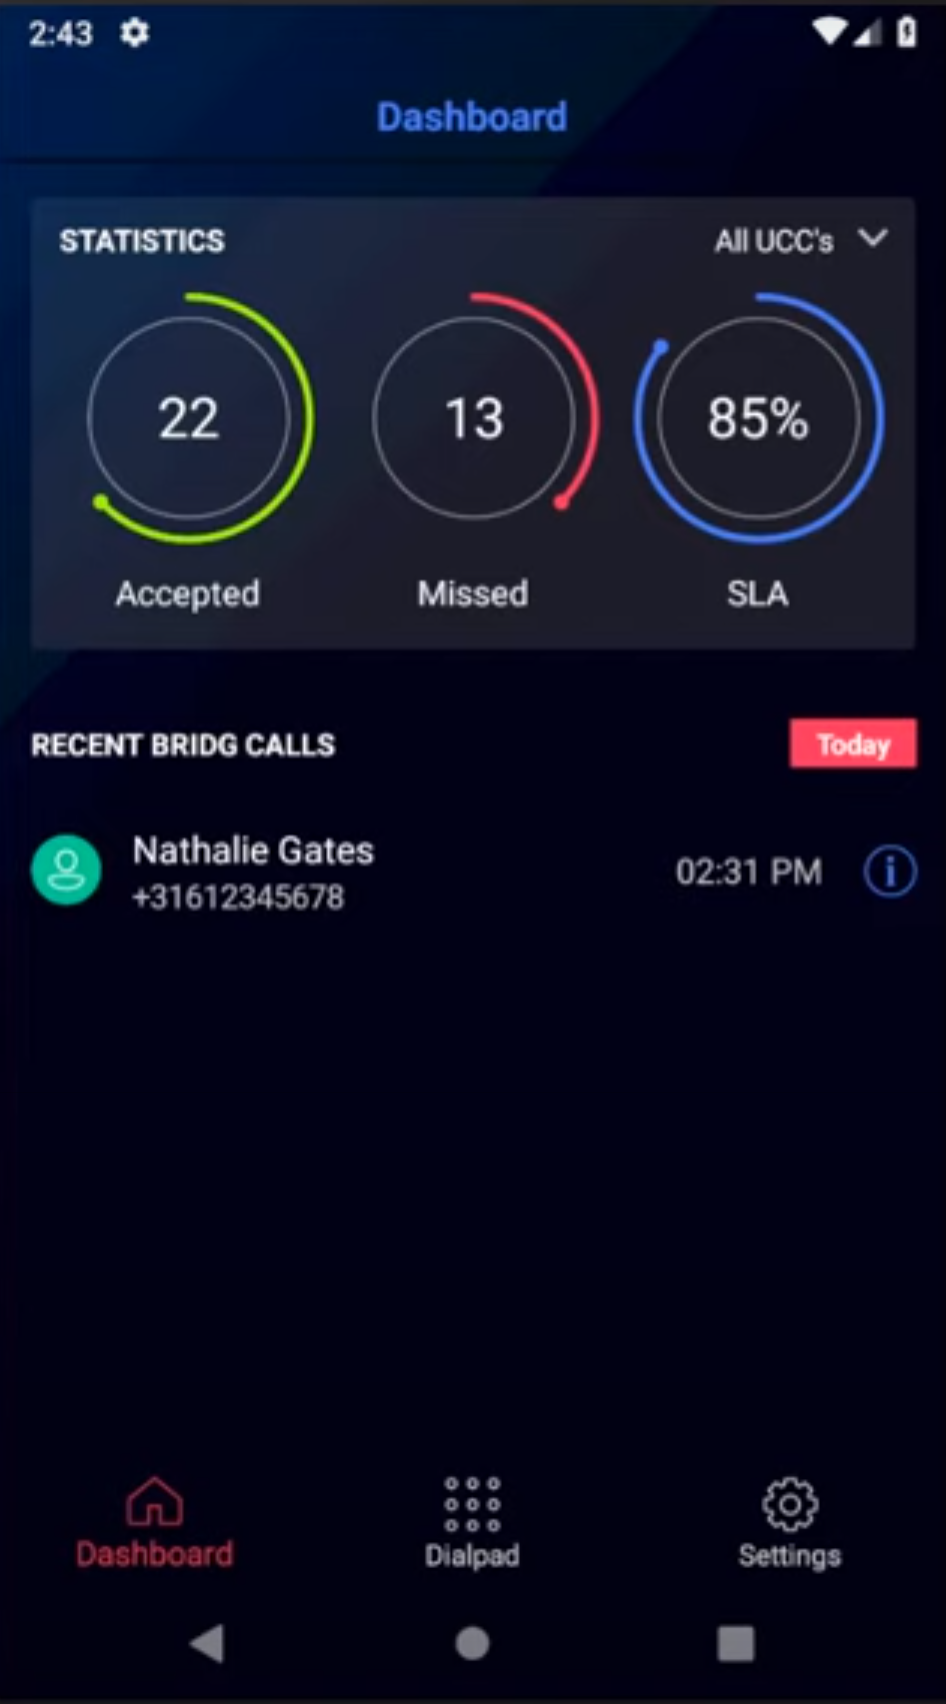 2:43
Dashboard
STATISTICS
All UCC's
22
13
85%
Accepted
Missed
SLA
RECENT BRIDG CALLS
Today
Nathalie Gates
+31612345678
02:31 PM
i
Dashboard
Dialpad
Settings